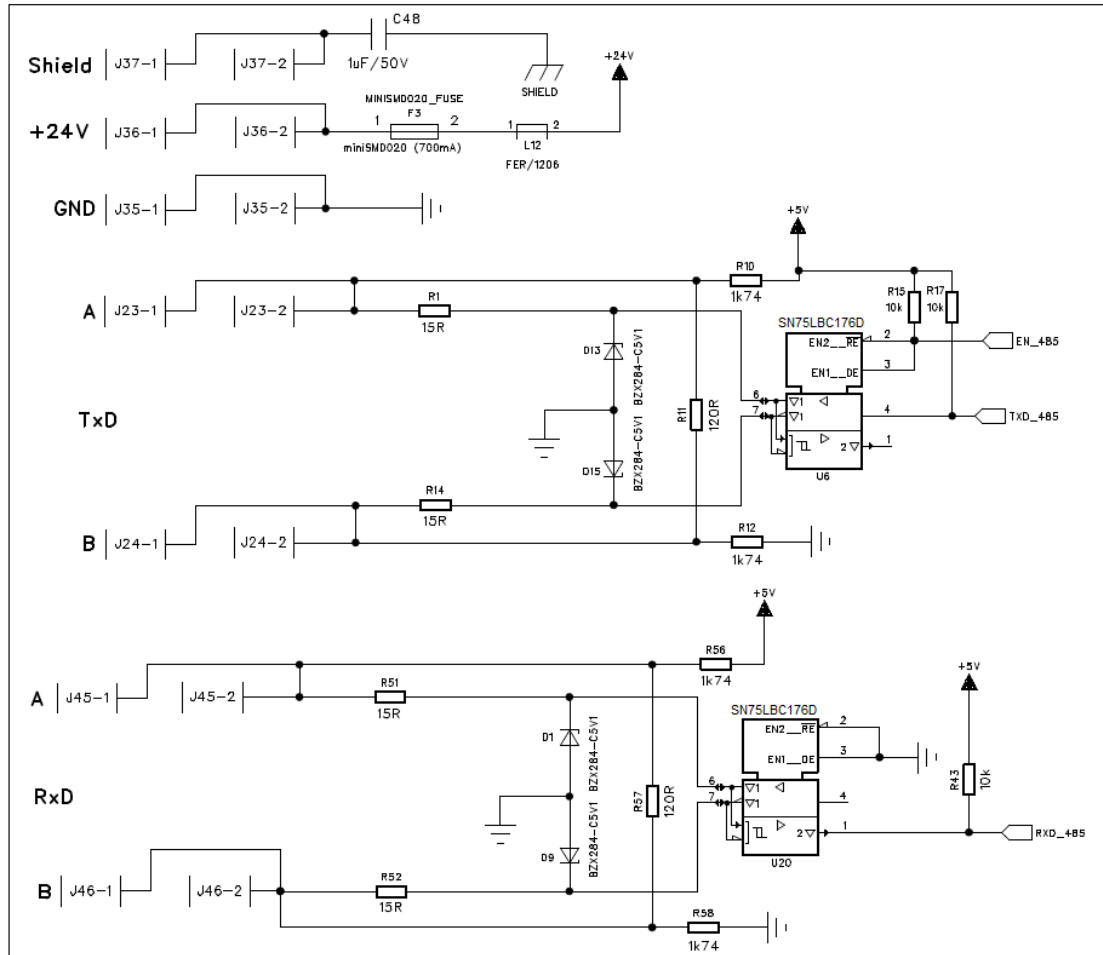 C48
Shield
J37-1
J37-2
1uF/50V
SHIELD
+24V
MINISMD020_FUSE
F3
+24V
J36-1
J36-2
1
2
1
2
miniSMD020 (700mA)
L12
FER/1206
GND
J35-1
J35-2
+5V
A
J23-1
J23-2
R1
15R
R10
1k74
R15
10k
R17
10k
SN75LBC176D
EN2__RE
2
EN_485
EN1__DE
3
D13
BZX284-C5V1
TxD
R11
120R
6
7
1
1
4
TXD_485
2
1
U6
D15
BZX284-C5V1
R14
15R
B
J24-1
J24-2
R12
1k74
+5V
A
J45-1
J45-2
R51
15R
R56
1k74
+5V
SN75LBC176D
EN2__RE
2
EN1__DE
3
D1
BZX284-C5V1
R43
10k
RxD
R57
120R
6
7
1
1
4
2
1
RXD_485
U20
D9
BZX284-C5V1
B
J46-1
J46-2
R52
15R
R58
1k74